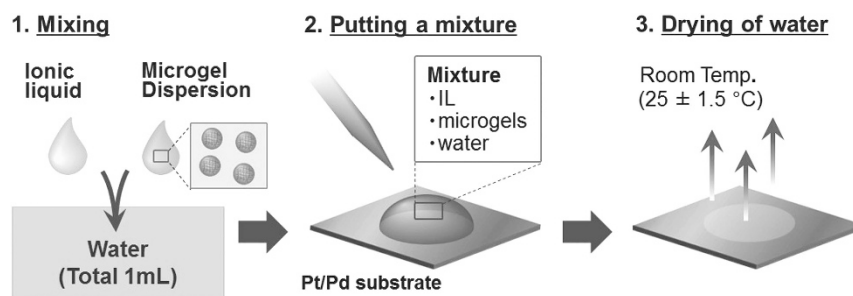 1. Mixing
Ionic
liquid
Microgel
Dispersion
Water
(Total 1mL)
2. Putting a mixture
Mixture
・IL
・microgels
・water
Pt/Pd substrate
3. Drying of water
Room Temp.
(25 ± 1.5 °C)